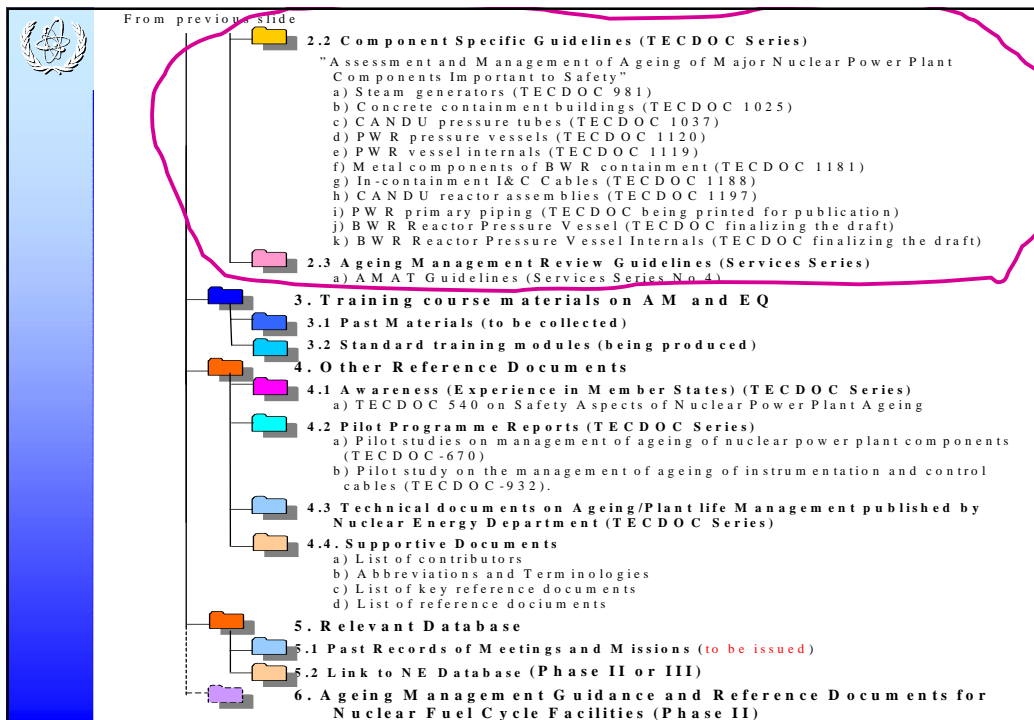 From previous slide
2.2 Component Specific Guidelines (TECDOC Series)
"Assessment and Management of Ageing of Major Nuclear Power Plant
Components Important to Safety"
a) Steam generators (TECDOC 981)
b) Concrete containment buildings (TECDOC 1025)
c) CANDU pressure tubes (TECDOC 1037)
d) PWR pressure vessels (TECDOC 1120)
e) PWR vessel internals (TECDOC 1119)
f) Metal components of BWR containment (TECDOC 1181)
g) In-containment I&C Cables (TECDOC 1188)
h) CANDU reactor assemblies (TECDOC 1197)
i) PWR primary piping (TECDOC being printed for publication)
j) BWR Reactor Pressure Vessel (TECDOC finalizing the draft)
k) BWR Reactor Pressure Vessel Internals (TECDOC finalizing the draft)
2.3 Ageing Management Review Guidelines (Services Series)
a) AMAT Guidelines (Services Series No 4)
3. Training course materials on AM and EQ
3.1 Past Materials (to be collected)
3.2 Standard training modules (being produced)
4. Other Reference Documents
4.1 Awareness (Experience in Member States) (TECDOC Series)
a) TECDOC 540 on Safety Aspects of Nuclear Power Plant Ageing
4.2 Pilot Programme Reports (TECDOC Series)
a) Pilot studies on management of ageing of nuclear power plant components
(TECDOC-670)
b) Pilot study on the management of ageing of instrumentation and control
cables (TECDOC-932).
4.3 Technical documents on Ageing/Plant life Management published by
Nuclear Energy Department (TECDOC Series)
4.4. Supportive Documents
a) List of contributors
b) Abbreviations and Terminologies
c) List of key reference documents
d) List of reference dociuments
5. Relevant Database
5.1 Past Records of Meetings and Missions (to be issued)
5.2 Link to NE Database (Phase II or III)
6. Ageing Management Guidance and Reference Documents for
Nuclear Fuel Cycle Facilities (Phase II)